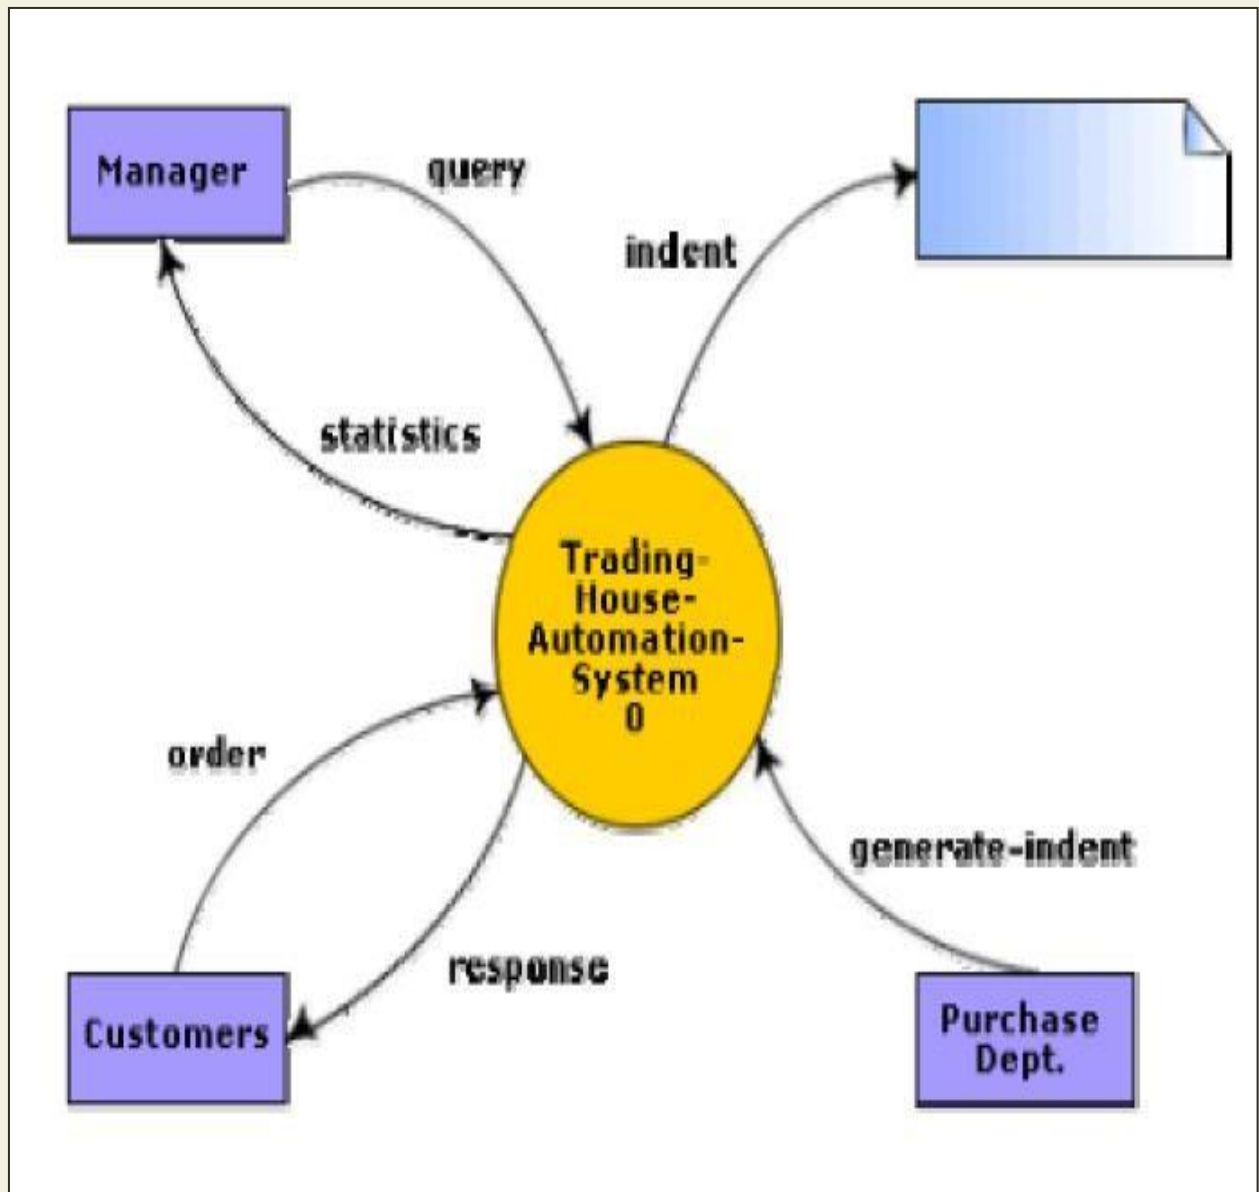 Manager
query
indent
statistics
Trading-
House-
Automation-
System
0
order
generate-indent
response
Customers
Purchase
Dept.